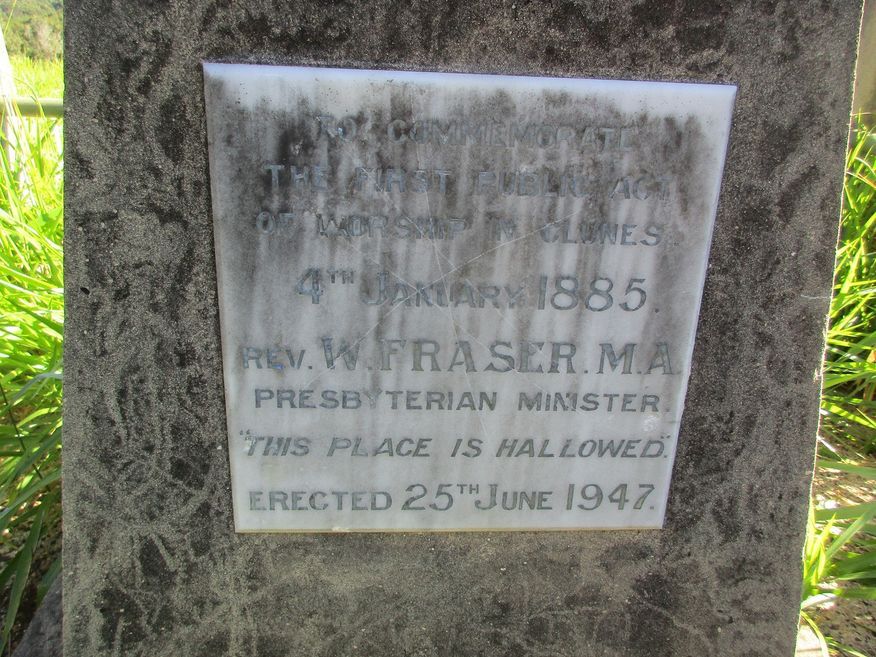 TO COMMEMORATE
THE FIRST PUBLIC ACT
OF WORSHIP IN CLUNES.
4TH JANUARY 1885.
REV. W. FRASER. M.A.
PRESBYTERIAN MINISTER.
"THIS PLACE IS HALLOWED."
ERECTED 25TH JUNE 1947.